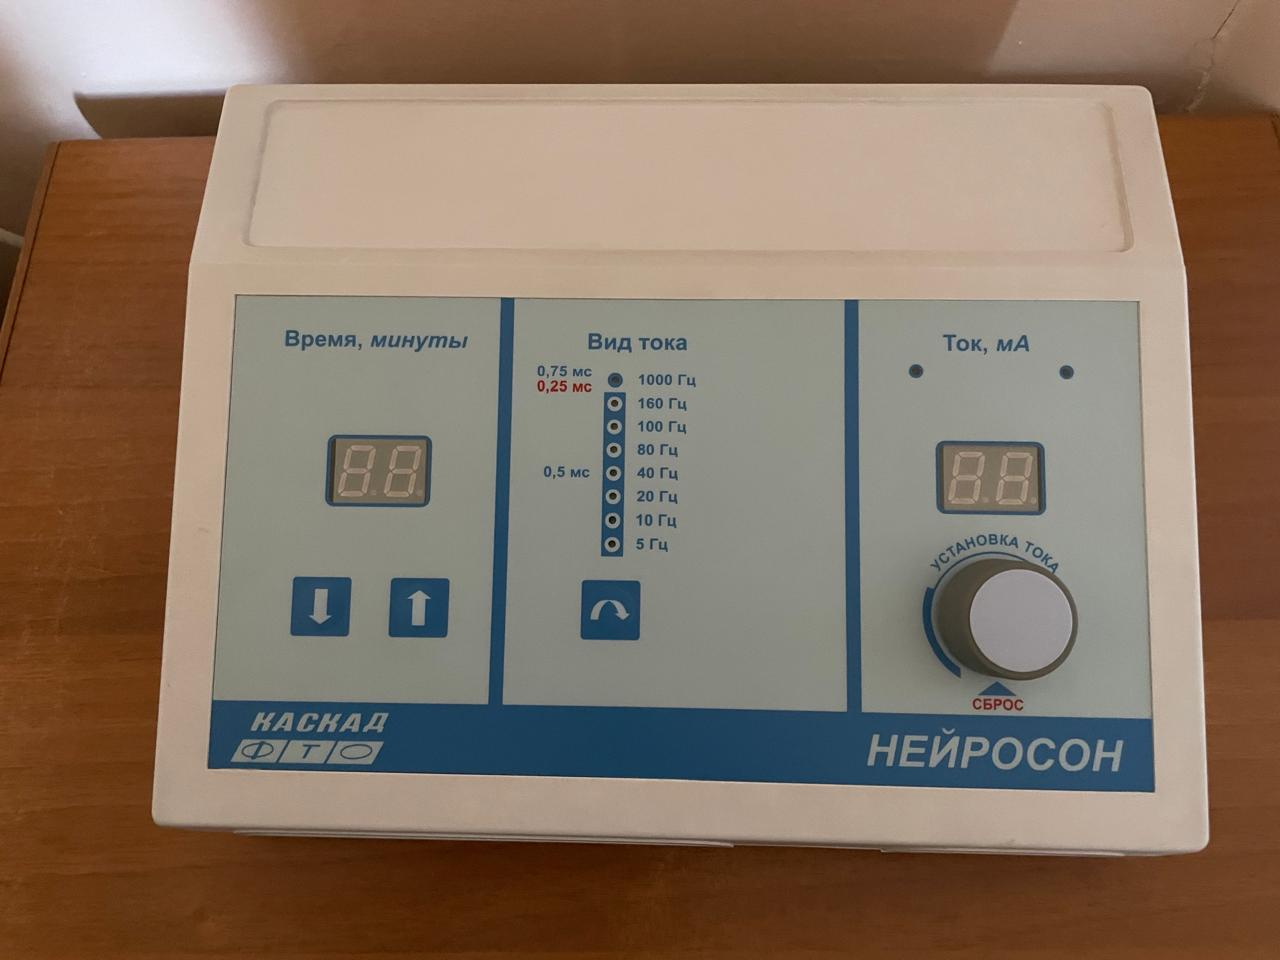 Время, минуты
Вид тока
0,75 мс
0,25 мс
1000 Гц
160 Гц
100 Гц
80 Гц
0,5 мс
40 Гц
20 Гц
10 Гц
5 Гц
Ток, мА
УСТАНОВКА ТОКА
СБРОС
КАСКАД
ФТО
НЕЙРОСОН